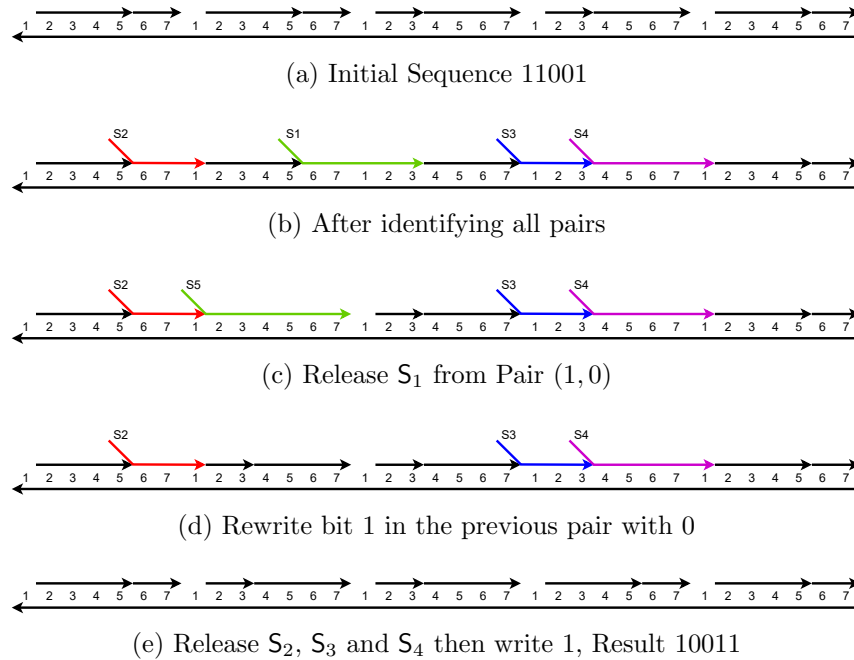 1 2 3 4 5 6 7 1 2 3 4 5 6 7 1 2 3 4 5 6 7 1 2 3 4 5 6 7 1 2 3 4 5 6 7
(a) Initial Sequence 11001
S2 S1 S3 S4
1 2 3 4 5 6 7 1 2 3 4 5 6 7 1 2 3 4 5 6 7 1 2 3 4 5 6 7 1 2 3 4 5 6 7
(b) After identifying all pairs
S2 S5 S3 S4
1 2 3 4 5 6 7 1 2 3 4 5 6 7 1 2 3 4 5 6 7 1 2 3 4 5 6 7 1 2 3 4 5 6 7
(c) Release S₁ from Pair (1, 0)
S2 S3 S4
1 2 3 4 5 6 7 1 2 3 4 5 6 7 1 2 3 4 5 6 7 1 2 3 4 5 6 7 1 2 3 4 5 6 7
(d) Rewrite bit 1 in the previous pair with 0
1 2 3 4 5 6 7 1 2 3 4 5 6 7 1 2 3 4 5 6 7 1 2 3 4 5 6 7 1 2 3 4 5 6 7
(e) Release S₂, S₃ and S₄ then write 1, Result 10011